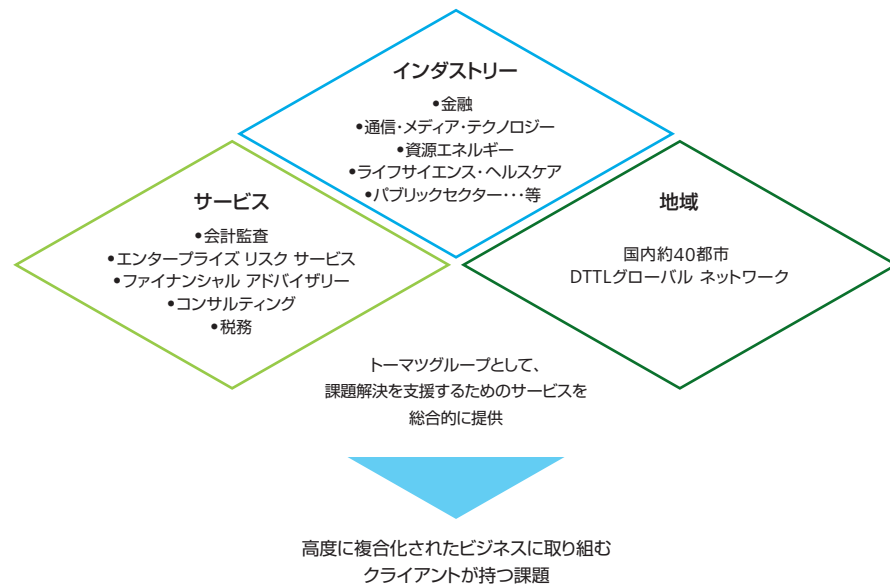 インダストリー
•金融
•通信・メディア・テクノロジー
•資源エネルギー
•ライフサイエンス・ヘルスケア
•パブリックセクター・・・等
サービス
•会計監査
•エンタープライズ リスク サービス
•ファイナンシャル アドバイザリー
•コンサルティング
•税務
地域
国内約40都市
DTTLグローバル ネットワーク
トーマツグループとして、
課題解決を支援するためのサービスを
総合的に提供
高度に複合化されたビジネスに取り組む
クライアントが持つ課題